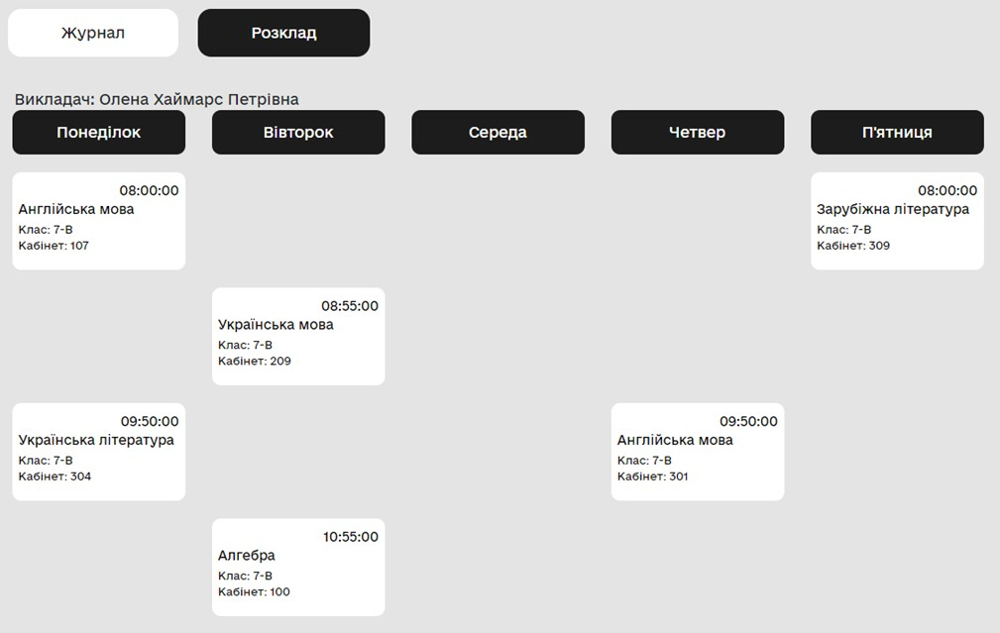 Журнал
Розклад
Викладач: Олена Хаймарс Петрівна
Понеділок
Вівторок
Середа
Четвер
П'ятниця
08:00:00
Англійська мова
Клас: 7-В
Кабінет: 107
08:00:00
Зарубіжна література
Клас: 7-В
Кабінет: 309
08:55:00
Українська мова
Клас: 7-В
Кабінет: 209
09:50:00
Українська література
Клас: 7-В
Кабінет: 304
09:50:00
Англійська мова
Клас: 7-В
Кабінет: 301
10:55:00
Алгебра
Клас: 7-В
Кабінет: 100